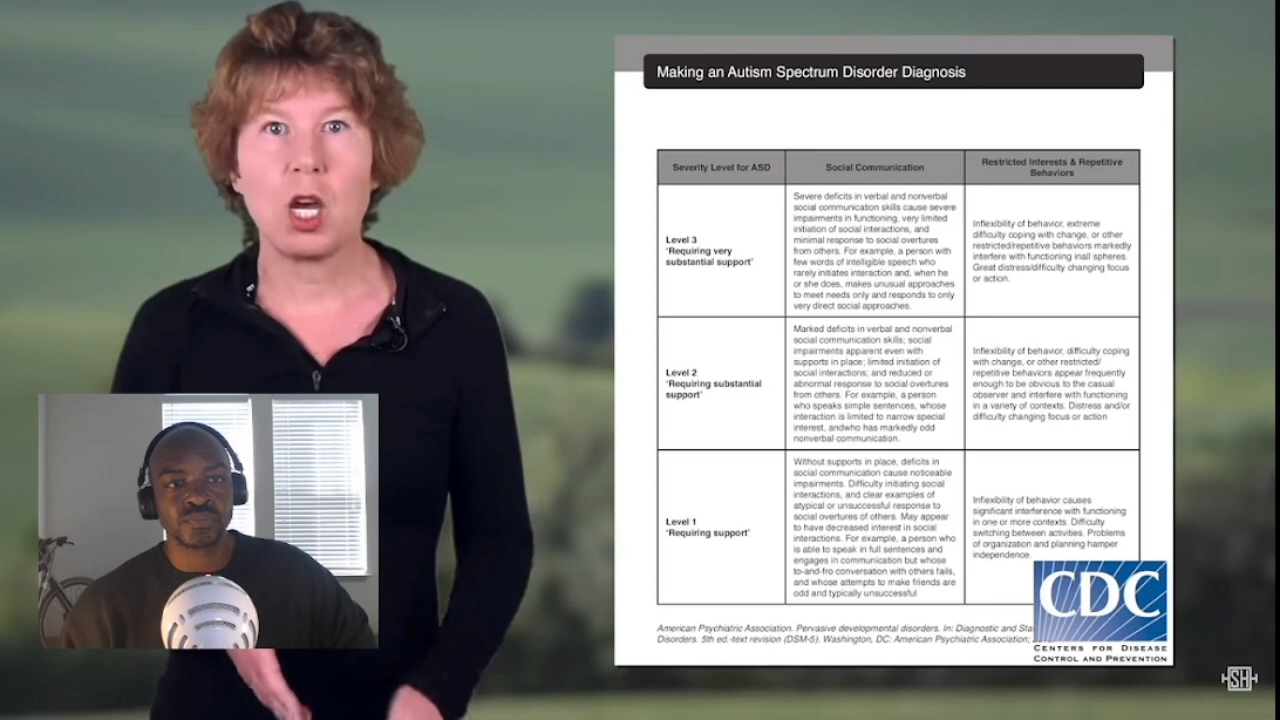 Making an Autism Spectrum Disorder Diagnosis
Severity Level for ASD
Social Communication
Restricted Interests & Repetitive
Behaviors
Level 3
'Requiring very
substantial support'
Severe deficits in verbal and nonverbal
social communication skills cause severe
impairments in functioning, very limited
initiation of social interactions, and
minimal response to social overtures
from others. For example, a person with
few words of intelligible speech who
rarely initiates interaction and, when he
or she does, makes unusual approaches
to meet needs only and responds to only
very direct social approaches.
Inflexibility of behavior, extreme
difficulty coping with change, or other
restricted/repetitive behaviors markedly
interfere with functioning inall spheres.
Great distress/difficulty changing focus
or action.
Level 2
'Requiring substantial
support'
Marked deficits in verbal and nonverbal
social communication skills; social
impairments apparent even with
supports in place; limited initiation of
social interactions; and reduced or
abnormal response to social overtures
from others. For example, a person
who speaks simple sentences, whose
interaction is limited to narrow special
interest, andwho has markedly odd
nonverbal communication.
Inflexibility of behavior, difficulty coping
with change, or other restricted/
repetitive behaviors appear frequently
enough to be obvious to the casual
observer and interfere with functioning
in a variety of contexts. Distress and/or
difficulty changing focus or action
Level 1
'Requiring support'
Without supports in place, deficits in
social communication cause noticeable
impairments. Difficulty initiating social
interactions, and clear examples of
atypical or unsuccessful response to
social overtures of others. May appear
to have decreased interest in social
interactions. For example, a person who
is able to speak in full sentences and
engages in communication but whose
to-and-fro conversation with others fails,
and whose attempts to make friends are
odd and typically unsuccessful
Inflexibility of behavior causes
significant interference with functioning
in one or more contexts. Difficulty
switching between activities. Problems
of organization and planning hamper
independence.
American Psychiatric Association. Pervasive developmental disorders. In: Diagnostic and Sta
Disorders. 5th ed.-text revision (DSM-5). Washington, DC: American Psychiatric Association;
CDC
CENTERS FOR DISEASE
CONTROL AND PREVENTION
SH